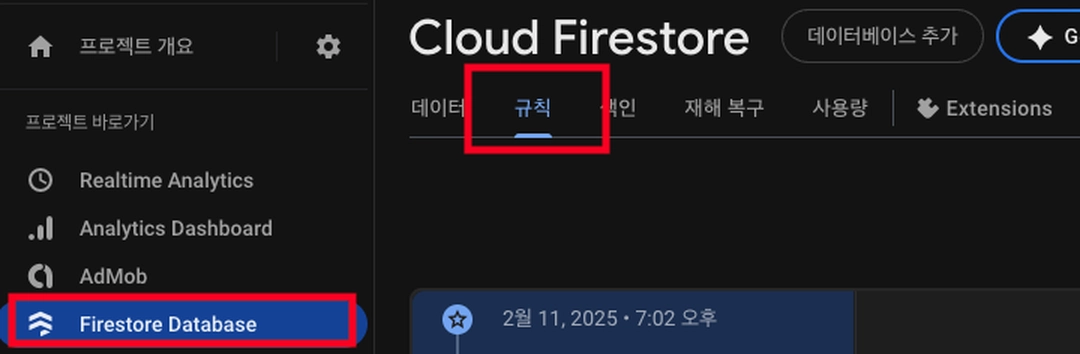 프로젝트 개요
프로젝트 바로가기
Realtime Analytics
Analytics Dashboard
AdMob
Firestore Database
Cloud Firestore
데이터베이스 추가
G
데이터
규칙
색인
재해 복구
사용량
Extensions
2월 11, 2025 • 7:02 오후